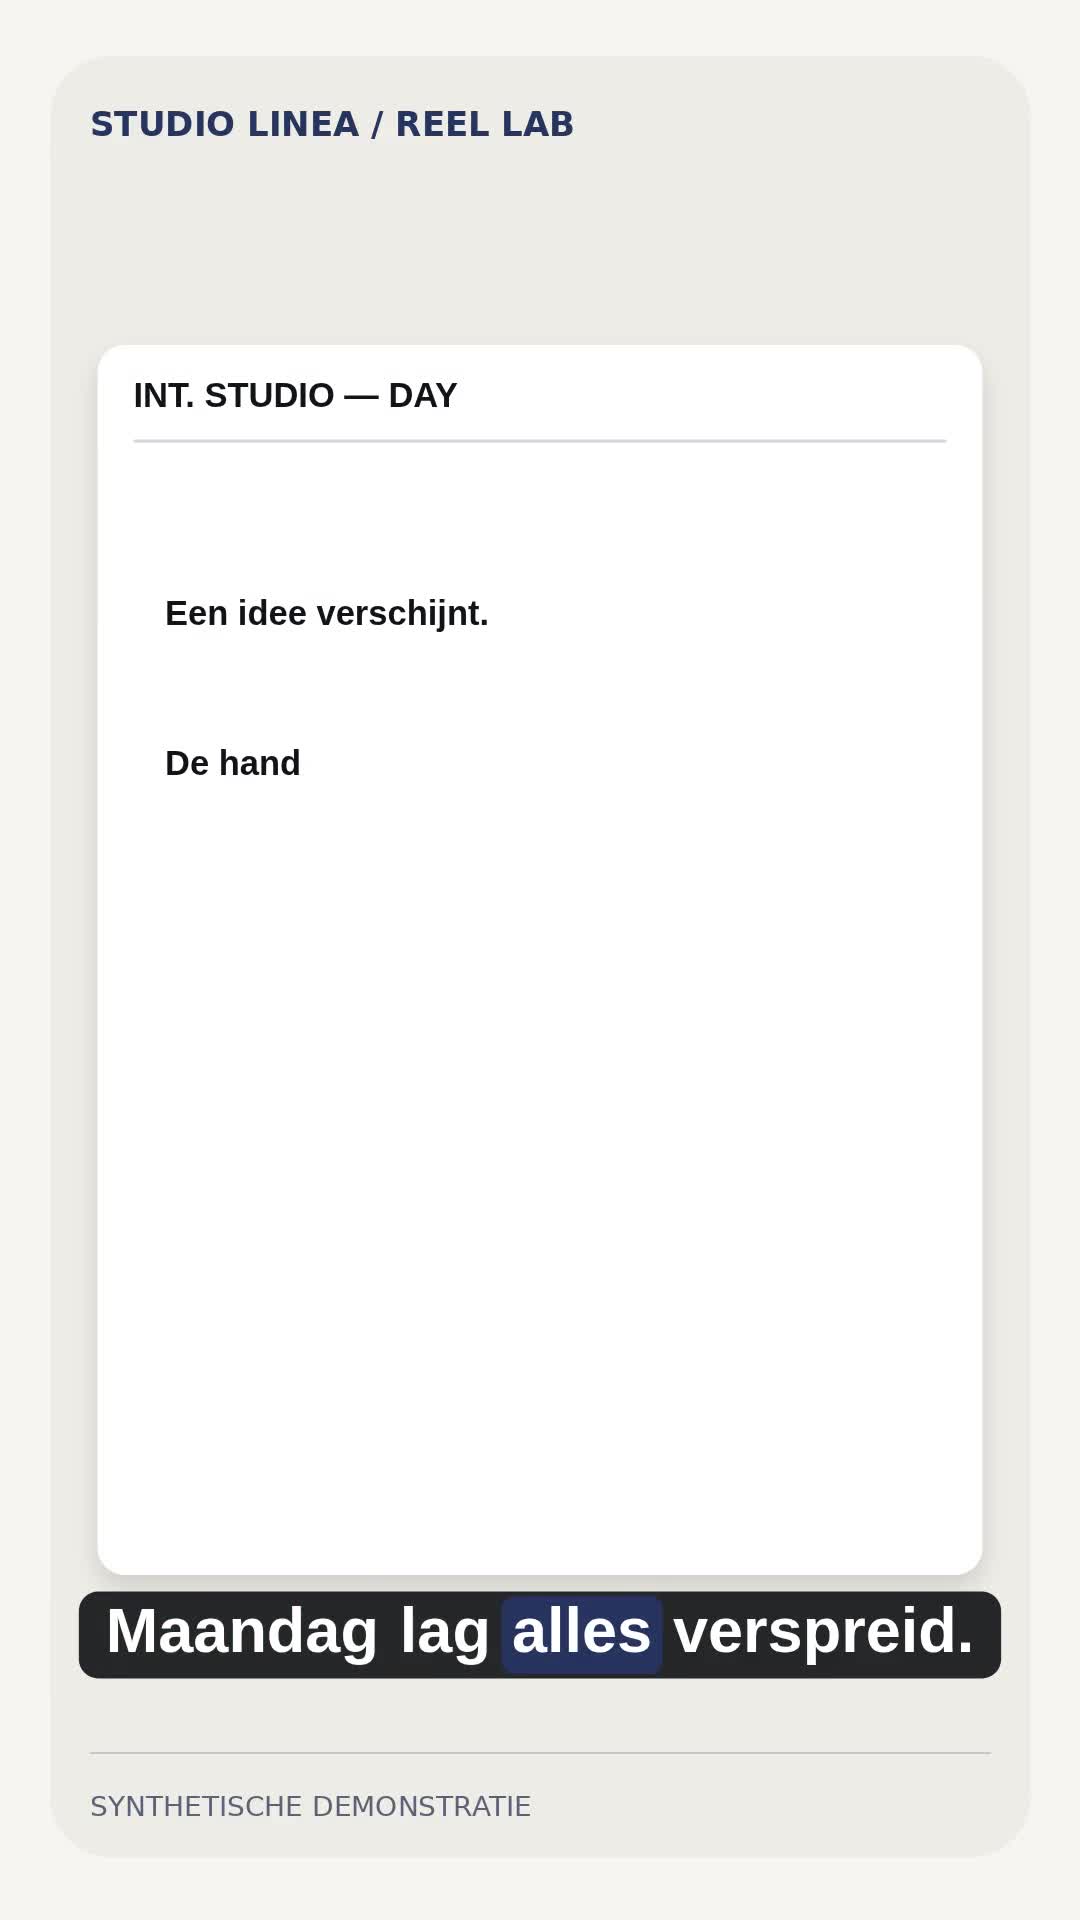 STUDIO LINEA / REEL LAB
INT. STUDIO — DAY
Een idee verschijnt.
De hand
Maandag lag alles verspreid.
SYNTHETISCHE DEMONSTRATIE